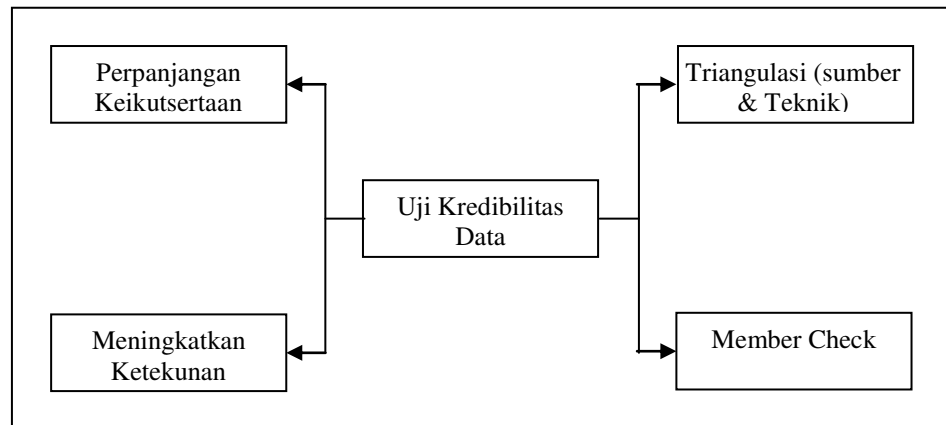 Perpanjangan
Keikutsertaan
Triangulasi (sumber
& Teknik)
Uji Kredibilitas
Data
Meningkatkan
Ketekunan
Member Check